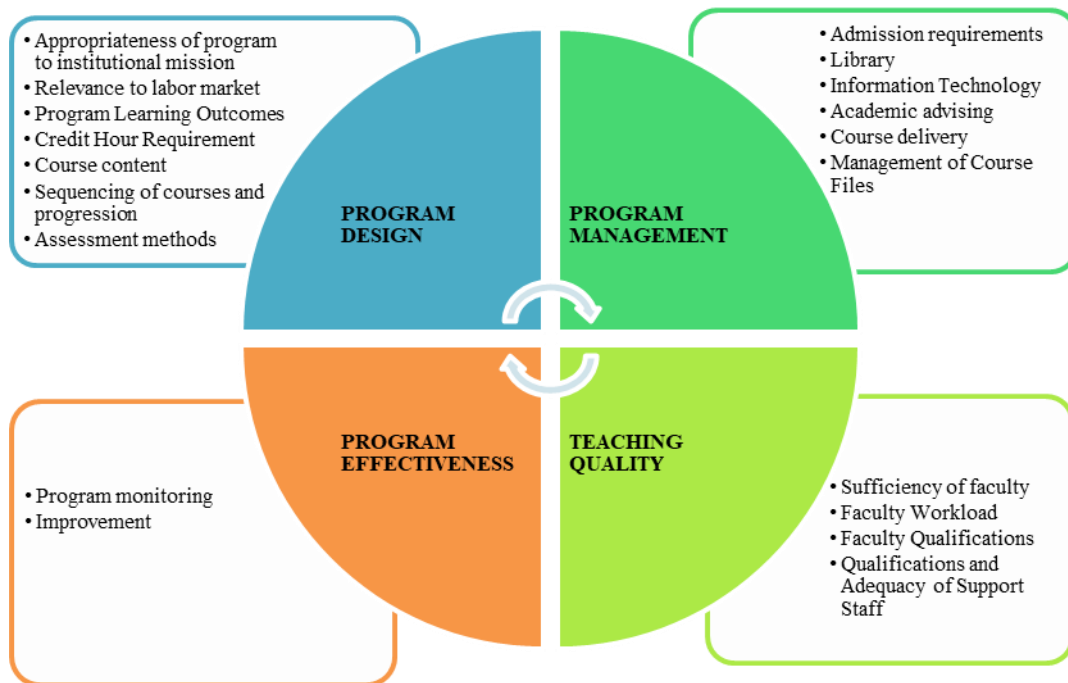 • Appropriateness of program
to institutional mission
• Relevance to labor market
• Program Learning Outcomes
• Credit Hour Requirement
• Course content
• Sequencing of courses and
progression
• Assessment methods
• Admission requirements
• Library
• Information Technology
• Academic advising
• Course delivery
• Management of Course
Files
PROGRAM
DESIGN
PROGRAM
MANAGEMENT
PROGRAM
EFFECTIVENESS
TEACHING
QUALITY
• Program monitoring
• Improvement
• Sufficiency of faculty
• Faculty Workload
• Faculty Qualifications
• Qualifications and
Adequacy of Support
Staff